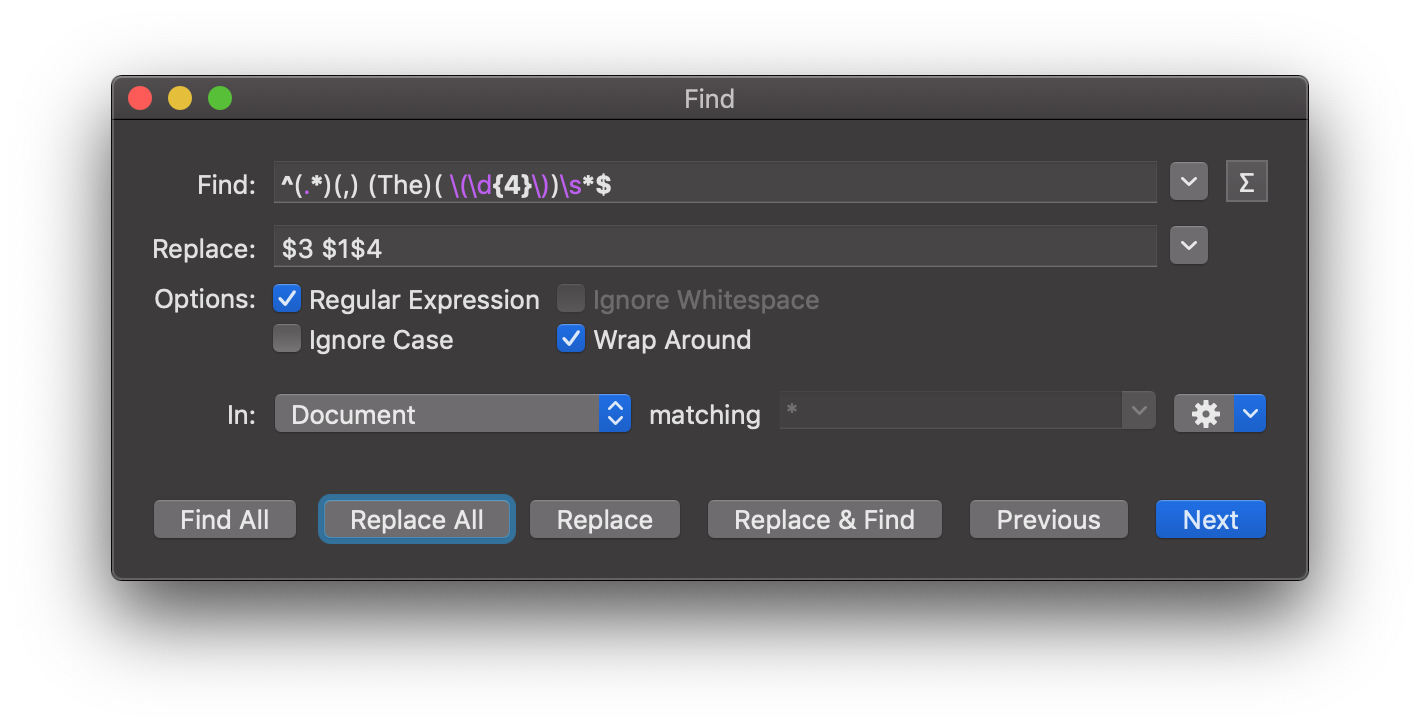 Find
Find: ^(.*)(,) (The)( \(\d{4}\))\s*$ Σ
Replace: $3 $1$4
Options: Regular Expression Ignore Whitespace
Ignore Case Wrap Around
In: Document matching *
Find All Replace All Replace Replace & Find Previous Next